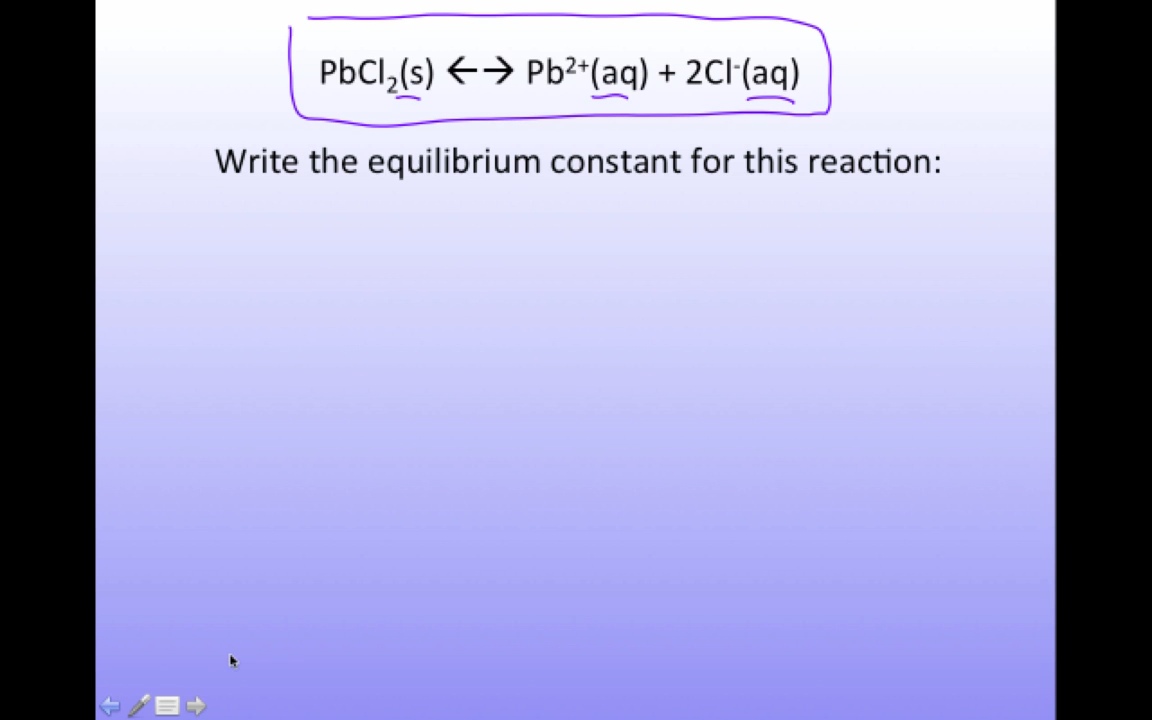 PbCl₂(s) ←→ Pb²⁺(aq) + 2Cl⁻(aq)
Write the equilibrium constant for this reaction: